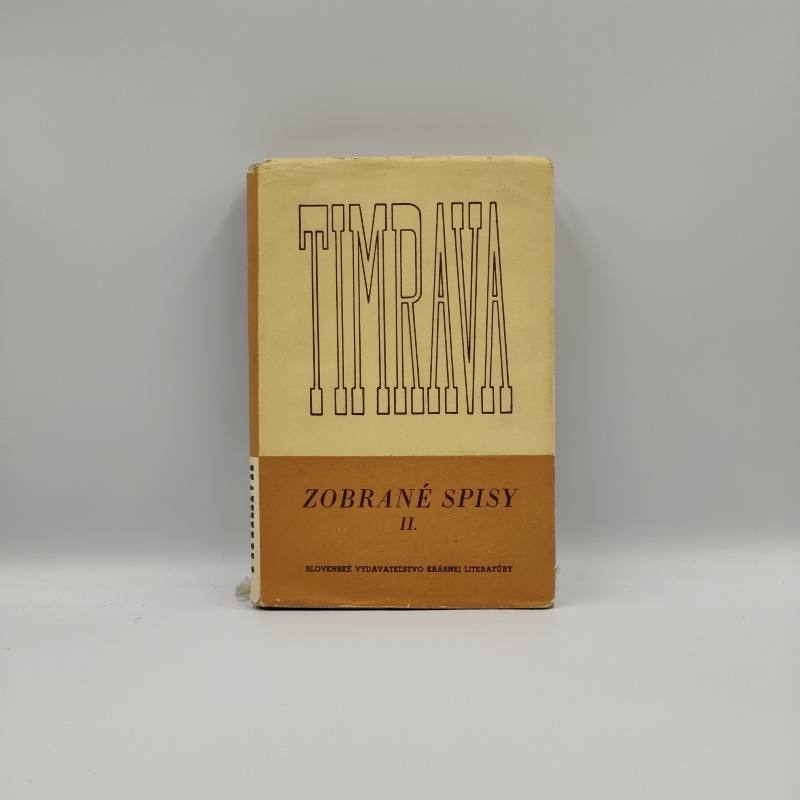 TIMRAVA
ZOBRANÉ SPISY
II.
SLOVENSKÉ VYDAVATEĽSTVO KRÁSNEJ LITERATÚRY